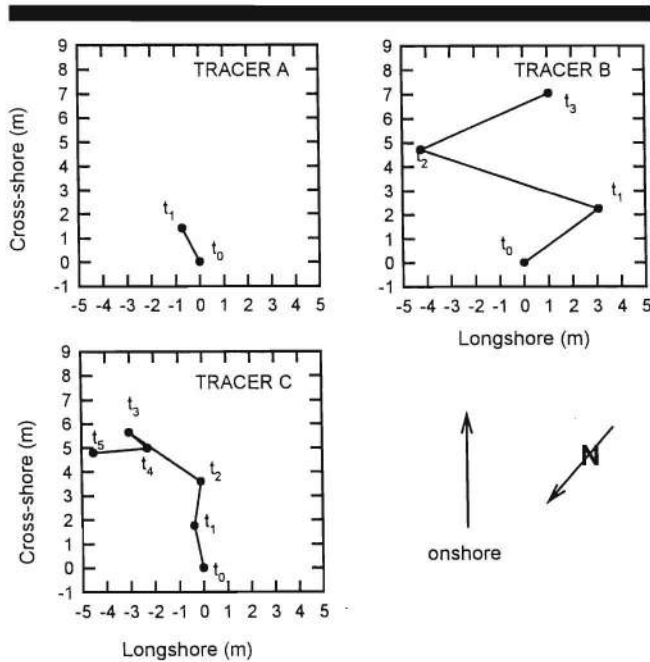 TRACER A
9
8
7
6
5
4
3
2
1
0
-1
Cross-shore (m)
t1
t0
-5 -4 -3 -2 -1 0 1 2 3 4 5
TRACER B
9
8
7
6
5
4
3
2
1
0
-1
t3
t2
t1
t0
-5 -4 -3 -2 -1 0 1 2 3 4 5
Longshore (m)
TRACER C
9
8
7
6
5
4
3
2
1
0
-1
Cross-shore (m)
t3
t5
t4
t2
t1
t0
-5 -4 -3 -2 -1 0 1 2 3 4 5
Longshore (m)
N
onshore